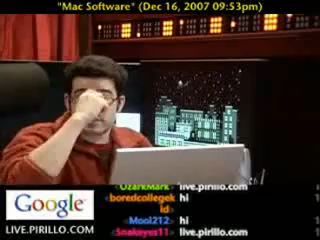 "Mac Software" (Dec 16, 2007 09:53pm)
OzarkMark live.pirillo.com
boredcollegek hi
id
Mool212 hi
Snakeyes11 live.pirillo.com
Google
LIVE.PIRILLO.COM